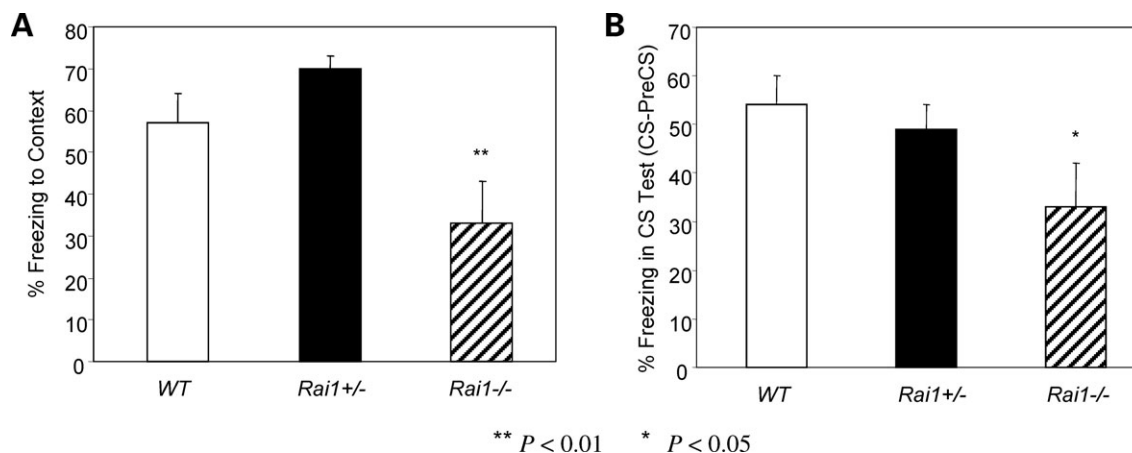 A
% Freezing to Context
80
70
60
50
40
30
20
10
0
**
WT
Rai1+/-
Rai1-/-
B
% Freezing in CS Test (CS-PreCS)
70
60
50
40
30
20
10
0
*
WT
Rai1+/-
Rai1-/-
** P < 0.01 * P < 0.05